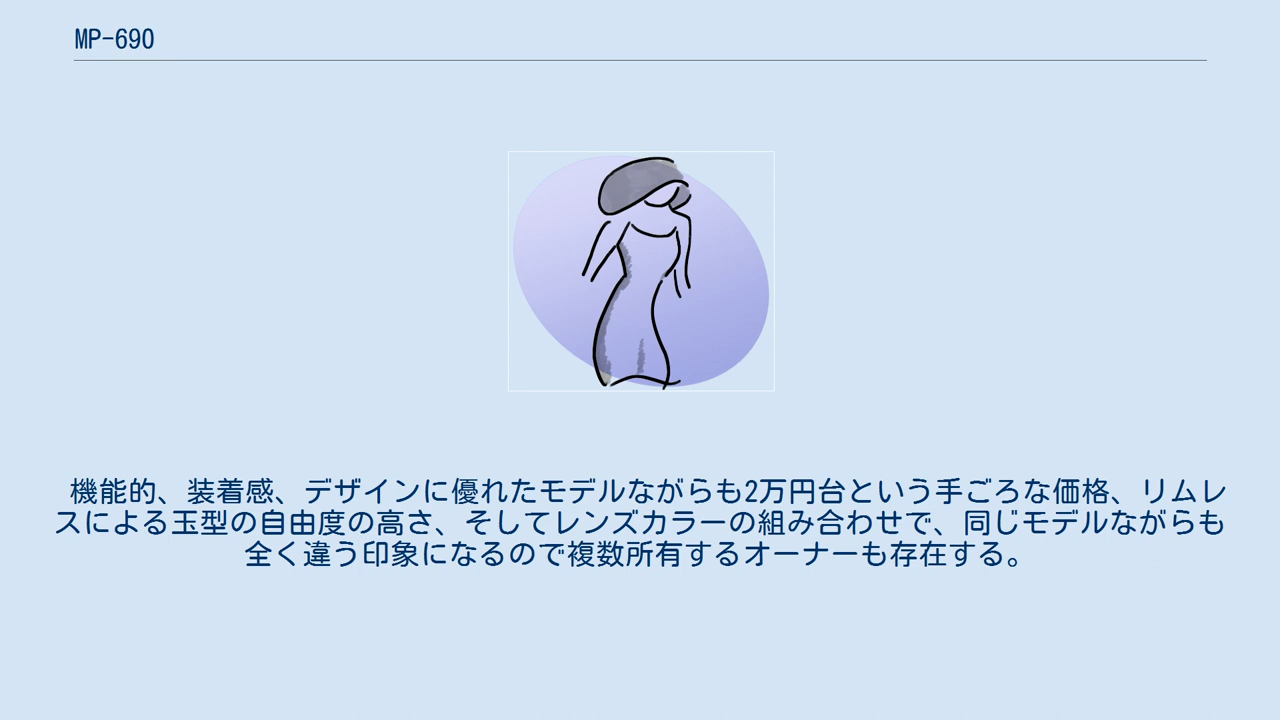 MP-690
機能的、装着感、デザインに優れたモデルながらも2万円台という手ごろな価格、リムレ
スによる玉型の自由度の高さ、そしてレンズカラーの組み合わせで、同じモデルながらも
全く違う印象になるので複数所有するオーナーも存在する。